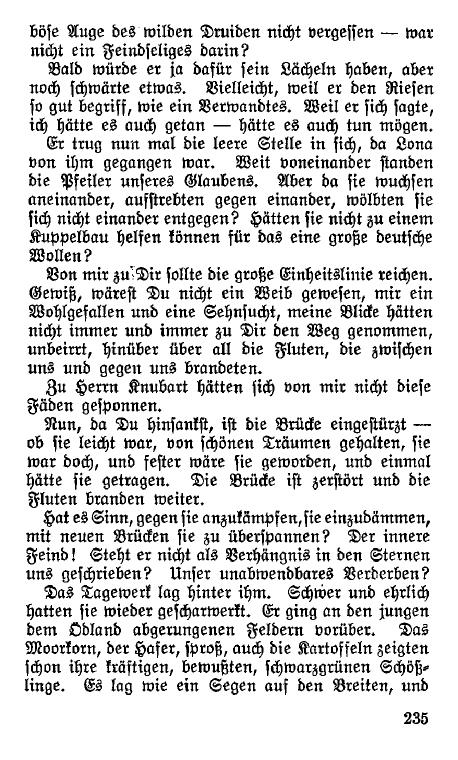 böse Auge des wilden Druiden nicht vergessen — war
nicht ein Feindseliges darin?
Bald würde er ja dafür sein Lächeln haben, aber
noch schwärte etwas. Vielleicht, weil er den Riesen
so gut begriff, wie ein Verwandtes. Weil er sich sagte,
ich hätte es auch getan — hätte es auch tun mögen.
Er trug nun mal die leere Stelle in sich, da Lona
von ihm gegangen war. Weit voneinander standen
die Pfeiler unseres Glaubens. Aber da sie wuchsen
aneinander, aufstrebten gegen einander, wölbten sie
sich nicht einander entgegen? Hätten sie nicht zu einem
Kuppelbau helfen können für das eine große deutsche
Wollen?
Von mir zu Dir sollte die große Einheitslinie reichen.
Gewiß, wärest Du nicht ein Weib gewesen, mir ein
Wohlgefallen und eine Sehnsucht, meine Blicke hätten
nicht immer und immer zu Dir den Weg genommen,
unbeirrt, hinüber über all die Fluten, die zwischen
uns und gegen uns brandeten.
Zu Herrn Knubart hätten sich von mir nicht diese
Fäden gesponnen.
Nun, da Du hinsankst, ist die Brücke eingestürzt —
ob sie leicht war, von schönen Träumen gehalten, sie
war doch, und fester wäre sie geworden, und einmal
hätte sie getragen. Die Brücke ist zerstört und die
Fluten branden weiter.
Hat es Sinn, gegen sie anzukämpfen, sie einzudämmen,
mit neuen Brücken sie zu überspannen? Der innere
Feind! Steht er nicht als Verhängnis in den Sternen
uns geschrieben? Unser unabwendbares Verderben?
Das Tagewerk lag hinter ihm. Schwer und ehrlich
hatten sie wieder gescharwerkt. Er ging an den jungen
dem Ödland abgerungenen Feldern vorüber. Das
Moorkorn, der Hafer, sproß, auch die Kartoffeln zeigten
schon ihre kräftigen, bewußten, schwarzgrünen Schöß-
linge. Es lag wie ein Segen auf den Breiten, und
235